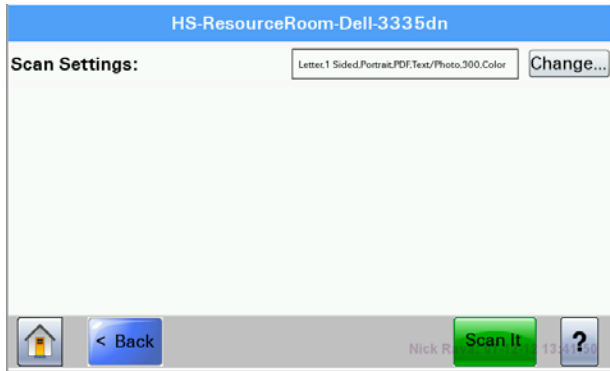 HS-ResourceRoom-Dell-3335dn
Scan Settings:
Letter,1 Sided,Portrait,PDF,Text/Photo,300,Color
Change...
< Back
Scan It
?
Nick